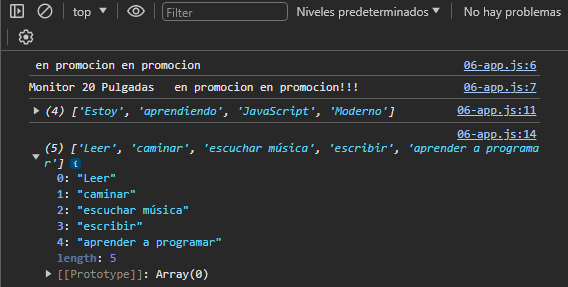 top Filter Niveles predeterminados No hay problemas
en promocion en promocion 06-app.js:6
Monitor 20 Pulgadas en promocion en promocion!!! 06-app.js:7
(4) ['Estoy', 'aprendiendo', 'JavaScript', 'Moderno'] 06-app.js:11
06-app.js:14
(5) ['Leer', 'caminar', 'escuchar música', 'escribir', 'aprender a programa
r'] i
0: "Leer"
1: "caminar"
2: "escuchar música"
3: "escribir"
4: "aprender a programar"
length: 5
[[Prototype]]: Array(0)